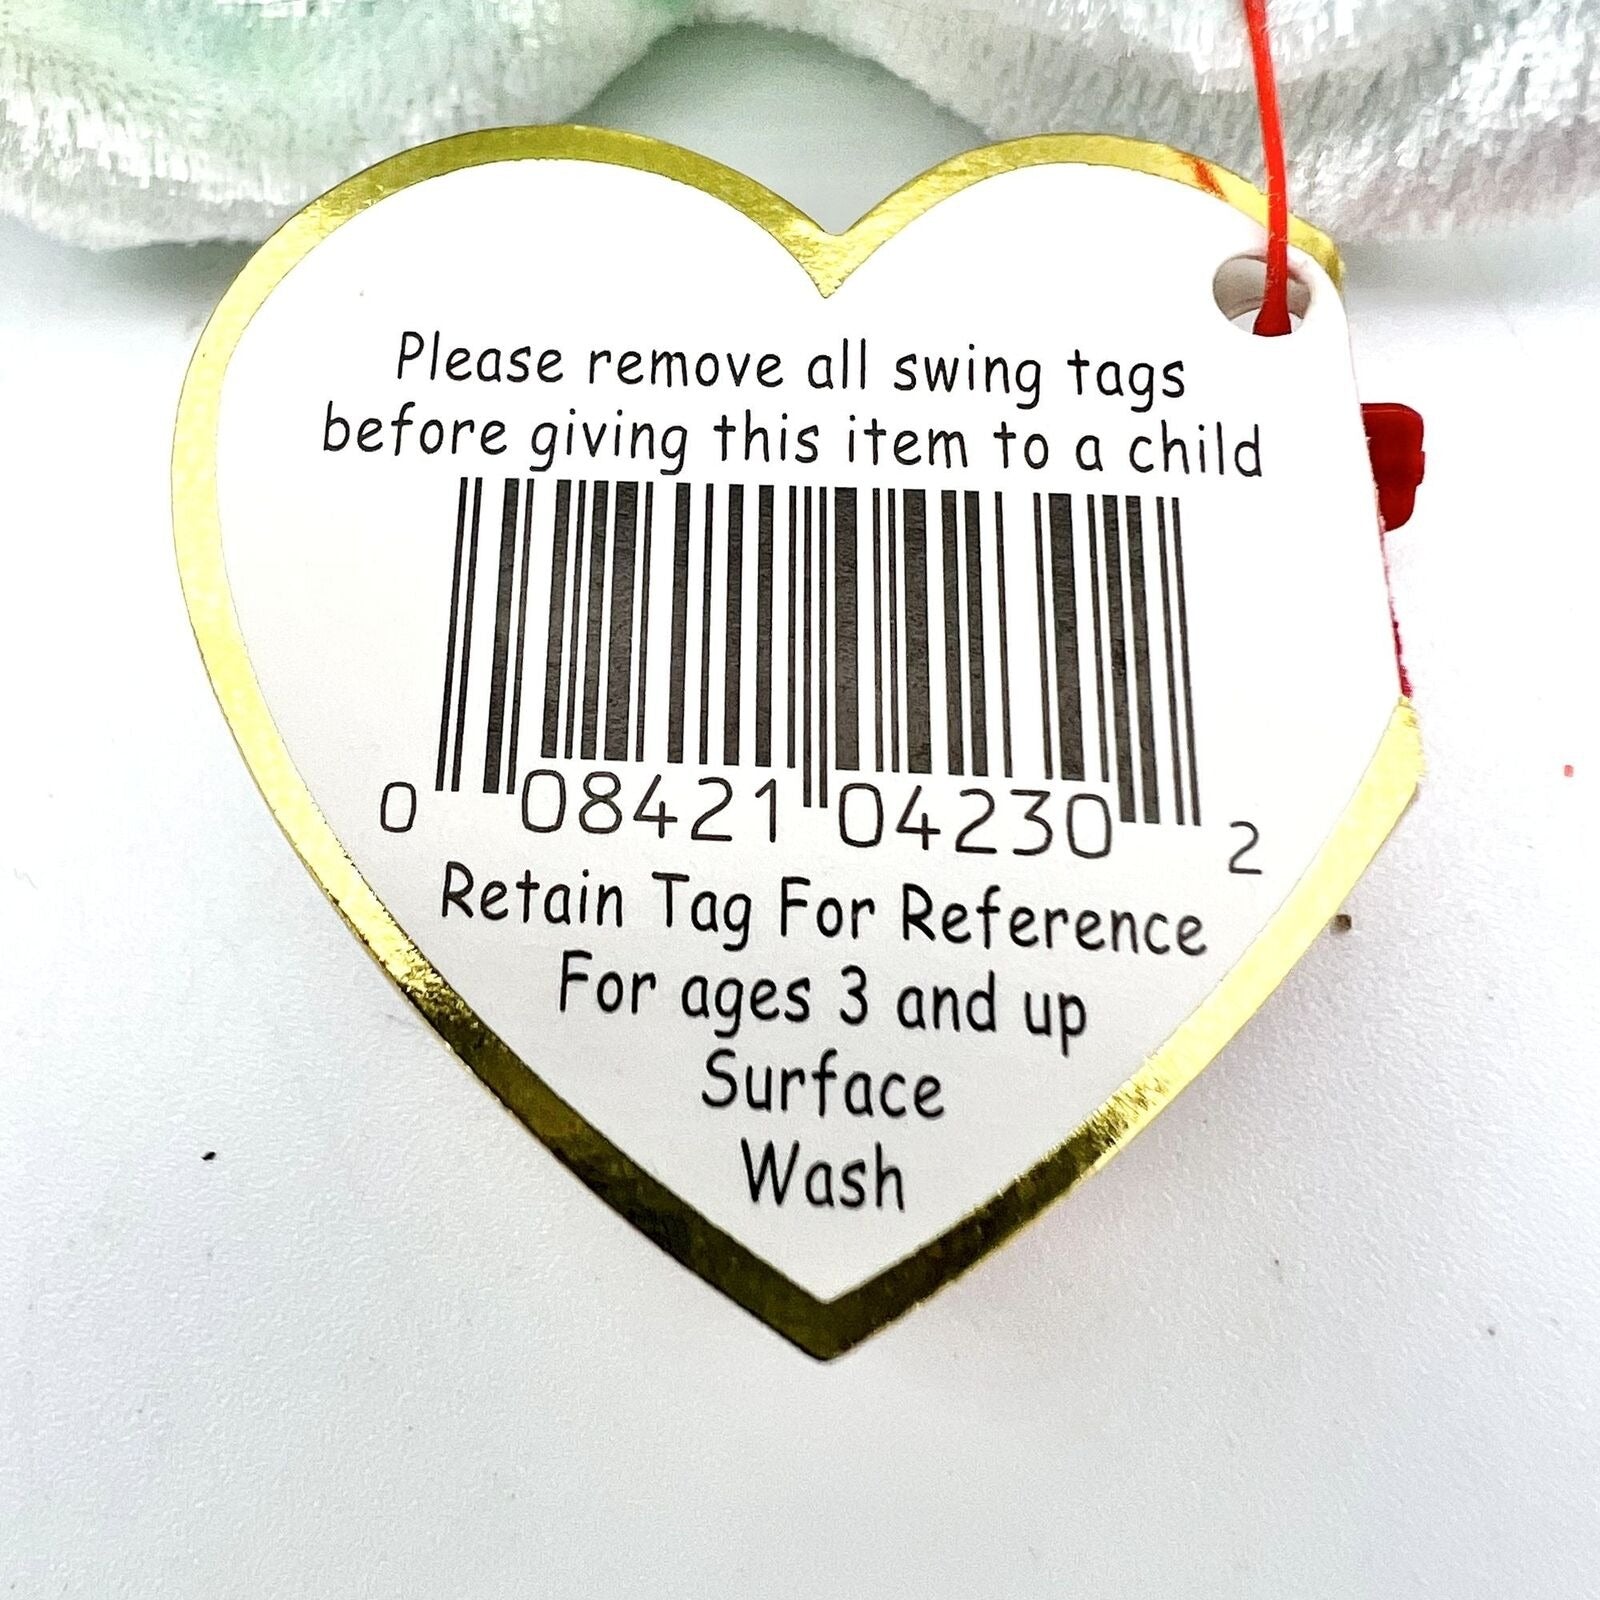 Please remove all swing tags
before giving this item to a child
0 08421 04230 2
Retain Tag For Reference
For ages 3 and up
Surface
Wash